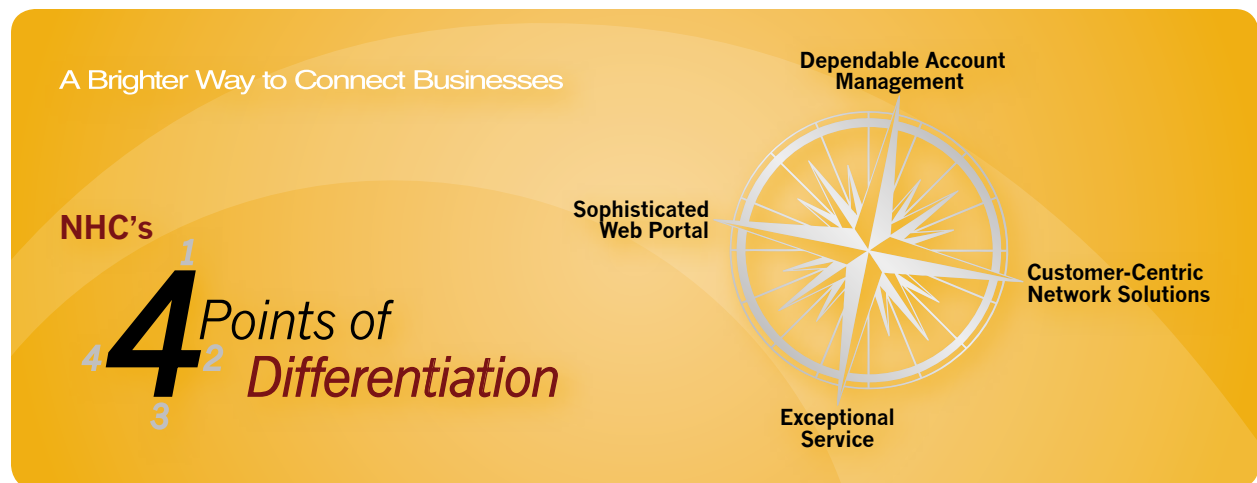 A Brighter Way to Connect Businesses
NHC's
1
4
Points of
4
2
Differentiation
3
Dependable Account
Management
Sophisticated
Web Portal
Customer-Centric
Network Solutions
Exceptional
Service